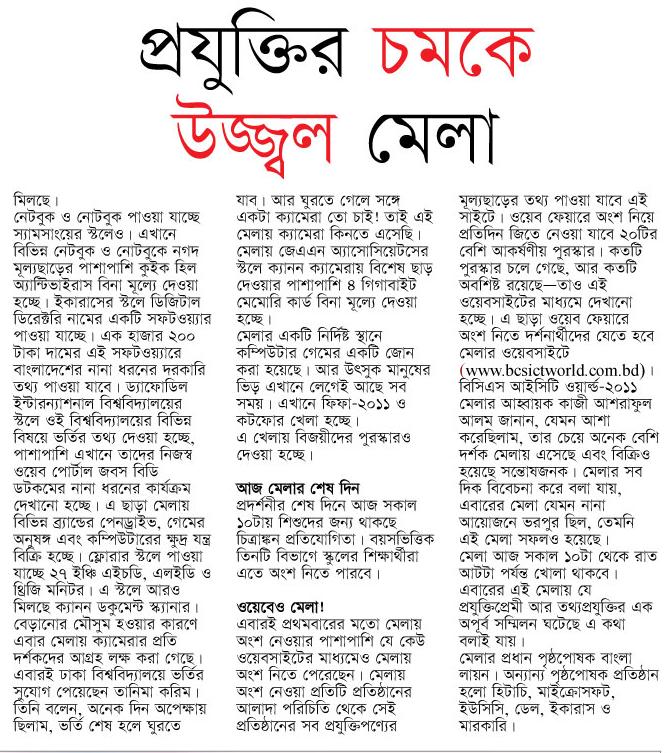 প্রযুক্তির চমকে
উজ্জ্বল মেলা
মিলছে।
নেটবুক ও নোটবুক পাওয়া যাচ্ছে
স্যামসাংয়ের স্টলেও। এখানে
বিভিন্ন নেটবুক ও নোটবুকে নগদ
মূল্যছাড়ের পাশাপাশি কুইক হিল
অ্যান্টিভাইরাস বিনা মূল্যে দেওয়া
হচ্ছে। ইকারাসের স্টলে ডিজিটাল
ডিরেক্টরি নামের একটি সফটওয়্যার
পাওয়া যাচ্ছে। এক হাজার ২০০
টাকা দামের এই সফটওয়্যারে
বাংলাদেশের নানা ধরনের দরকারি
তথ্য পাওয়া যাবে। ড্যাফোডিল
ইন্টারন্যাশনাল বিশ্ববিদ্যালয়ের
স্টলে ওই বিশ্ববিদ্যালয়ের বিভিন্ন
বিষয়ে ভর্তির তথ্য দেওয়া হচ্ছে,
পাশাপাশি এখানে তাদের নিজস্ব
ওয়েব পোর্টাল জবস বিডি
ডটকমের নানা ধরনের কার্যক্রম
দেখানো হচ্ছে। এ ছাড়া মেলায়
বিভিন্ন ব্র্যান্ডের পেনড্রাইভ, গেমের
অনুষঙ্গ এবং কম্পিউটারের ক্ষুদ্র যন্ত্র
বিক্রি হচ্ছে। ফ্লোরার স্টলে পাওয়া
যাচ্ছে ২৭ ইঞ্চি এইচডি, এলইডি ও
থ্রিজি মনিটর। এ স্টলে আরও
মিলছে ক্যানন ডকুমেন্ট স্ক্যানার।
বেড়ানোর মৌসুম হওয়ার কারণে
এবার মেলায় ক্যামেরার প্রতি
দর্শকদের আগ্রহ লক্ষ করা গেছে।
এবারই ঢাকা বিশ্ববিদ্যালয়ে ভর্তির
সুযোগ পেয়েছেন তানিমা করিম।
তিনি বলেন, অনেক দিন অপেক্ষায়
ছিলাম, ভর্তি শেষ হলে ঘুরতে
যাব। আর ঘুরতে গেলে সঙ্গে
একটা ক্যামেরা তো চাই! তাই এই
মেলায় ক্যামেরা কিনতে এসেছি।
মেলায় জেএএন অ্যাসোসিয়েটসের
স্টলে ক্যানন ক্যামেরায় বিশেষ ছাড়
দেওয়ার পাশাপাশি ৪ গিগাবাইট
মেমোরি কার্ড বিনা মূল্যে দেওয়া
হচ্ছে।
মেলার একটি নির্দিষ্ট স্থানে
কম্পিউটার গেমের একটি জোন
করা হয়েছে। আর উৎসুক মানুষের
ভিড় এখানে লেগেই আছে সব
সময়। এখানে ফিফা-২০১১ ও
কটফোর খেলা হচ্ছে।
এ খেলায় বিজয়ীদের পুরস্কারও
দেওয়া হচ্ছে।
আজ মেলার শেষ দিন
প্রদর্শনীর শেষ দিনে আজ সকাল
১০টায় শিশুদের জন্য থাকছে
চিত্রাঙ্কন প্রতিযোগিতা। বয়সভিত্তিক
তিনটি বিভাগে স্কুলের শিক্ষার্থীরা
এতে অংশ নিতে পারবে।
ওয়েবেও মেলা!
এবারই প্রথমবারের মতো মেলায়
অংশ নেওয়ার পাশাপাশি যে কেউ
ওয়েবসাইটের মাধ্যমেও মেলায়
অংশ নিতে পেরেছেন। মেলায়
অংশ নেওয়া প্রতিটি প্রতিষ্ঠানের
আলাদা পরিচিতি থেকে সেই
প্রতিষ্ঠানের সব প্রযুক্তিপণ্যের
মূল্যছাড়ের তথ্য পাওয়া যাবে এই
সাইটে। ওয়েব ফেয়ারে অংশ নিয়ে
প্রতিদিন জিতে নেওয়া যাবে ২০টির
বেশি আকর্ষণীয় পুরস্কার। কতটি
পুরস্কার চলে গেছে, আর কতটি
অবশিষ্ট রয়েছে—তাও এই
ওয়েবসাইটের মাধ্যমে দেখানো
হচ্ছে। এ ছাড়া ওয়েব ফেয়ারে
অংশ নিতে দর্শনার্থীদের যেতে হবে
মেলার ওয়েবসাইটে
(www.bcsictworld.com.bd)।
বিসিএস আইসিটি ওয়ার্ল্ড-২০১১
মেলার আহ্বায়ক কাজী আশরাফুল
আলম জানান, যেমন আশা
করেছিলাম, তার চেয়ে অনেক বেশি
দর্শক মেলায় এসেছে এবং বিক্রিও
হয়েছে সন্তোষজনক। মেলার সব
দিক বিবেচনা করে বলা যায়,
এবারের মেলা যেমন নানা
আয়োজনে ভরপুর ছিল, তেমনি
এই মেলা সফলও হয়েছে।
মেলা আজ সকাল ১০টা থেকে রাত
আটটা পর্যন্ত খোলা থাকবে।
এবারের এই মেলায় যে
প্রযুক্তিপ্রেমী আর তথ্যপ্রযুক্তির এক
অপূর্ব সম্মিলন ঘটেছে এ কথা
বলাই যায়।
মেলার প্রধান পৃষ্ঠপোষক বাংলা
লায়ন। অন্যান্য পৃষ্ঠপোষক প্রতিষ্ঠান
হলো হিটাচি, মাইক্রোসফট,
ইউসিসি, ডেল, ইকারাস ও
মারকারি।